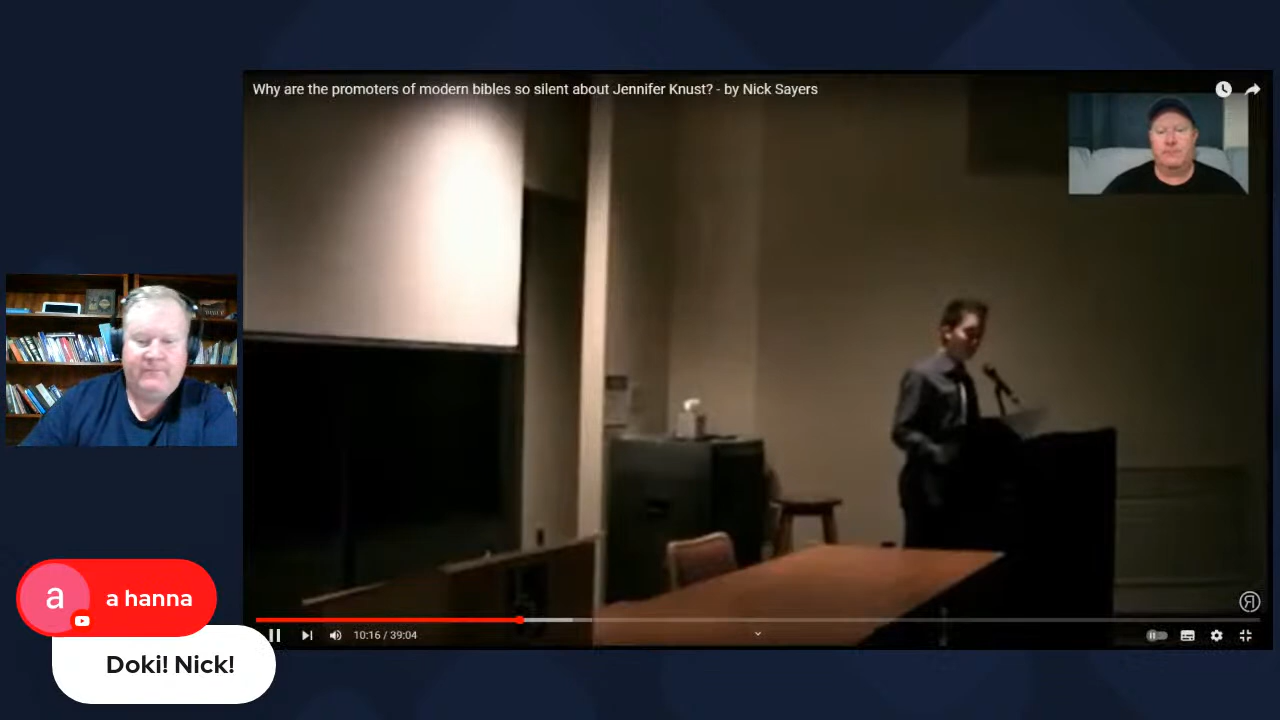 Why are the promoters of modern bibles so silent about Jennifer Knust? - by Nick Sayers
a
a hanna
Doki! Nick!
10:16 / 39:04